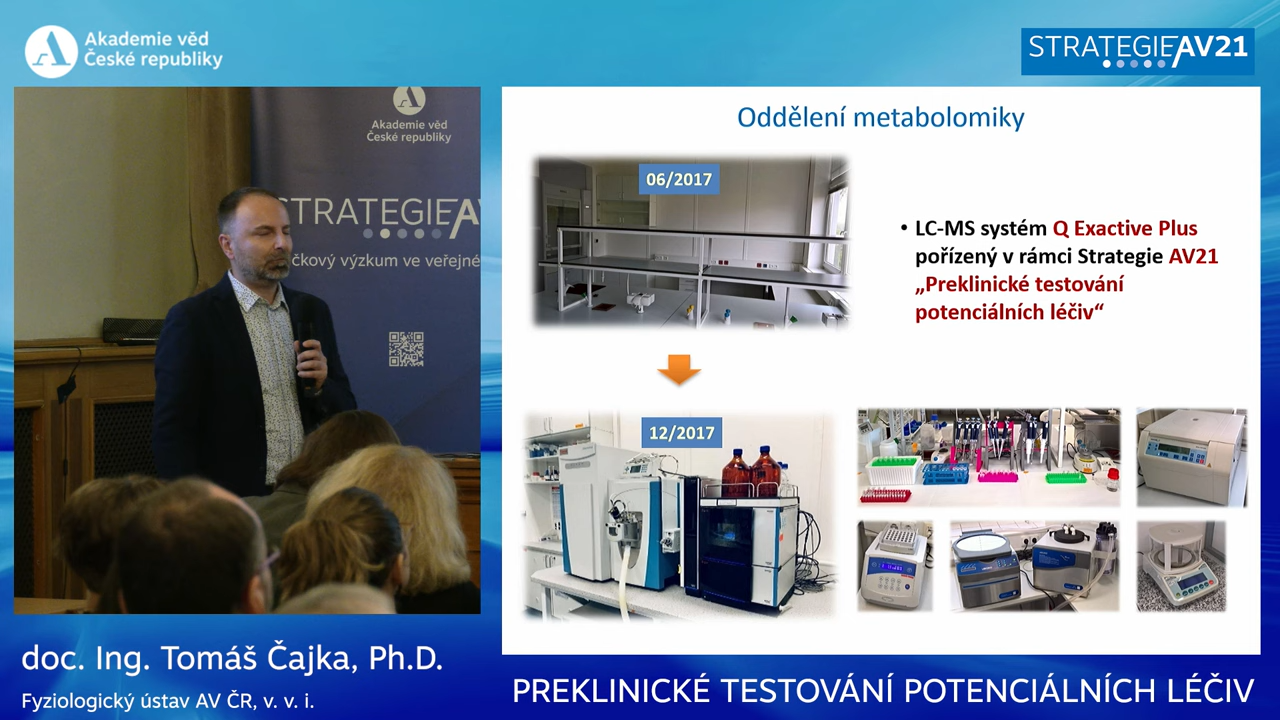 Akademie věd
České republiky
STRATEGIE AV21
Akademie věd
České republiky
STRATEGIE
čkový výzkum ve veřejné
Oddělení metabolomiky
06/2017
• LC-MS systém Q Exactive Plus
pořízený v rámci Strategie AV21
„Preklinické testování
potenciálních léčiv“
12/2017
doc. Ing. Tomáš Čajka, Ph.D.
Fyziologický ústav AV ČR, v. v. i.
PREKLINICKÉ TESTOVÁNÍ POTENCIÁLNÍCH LÉČIV